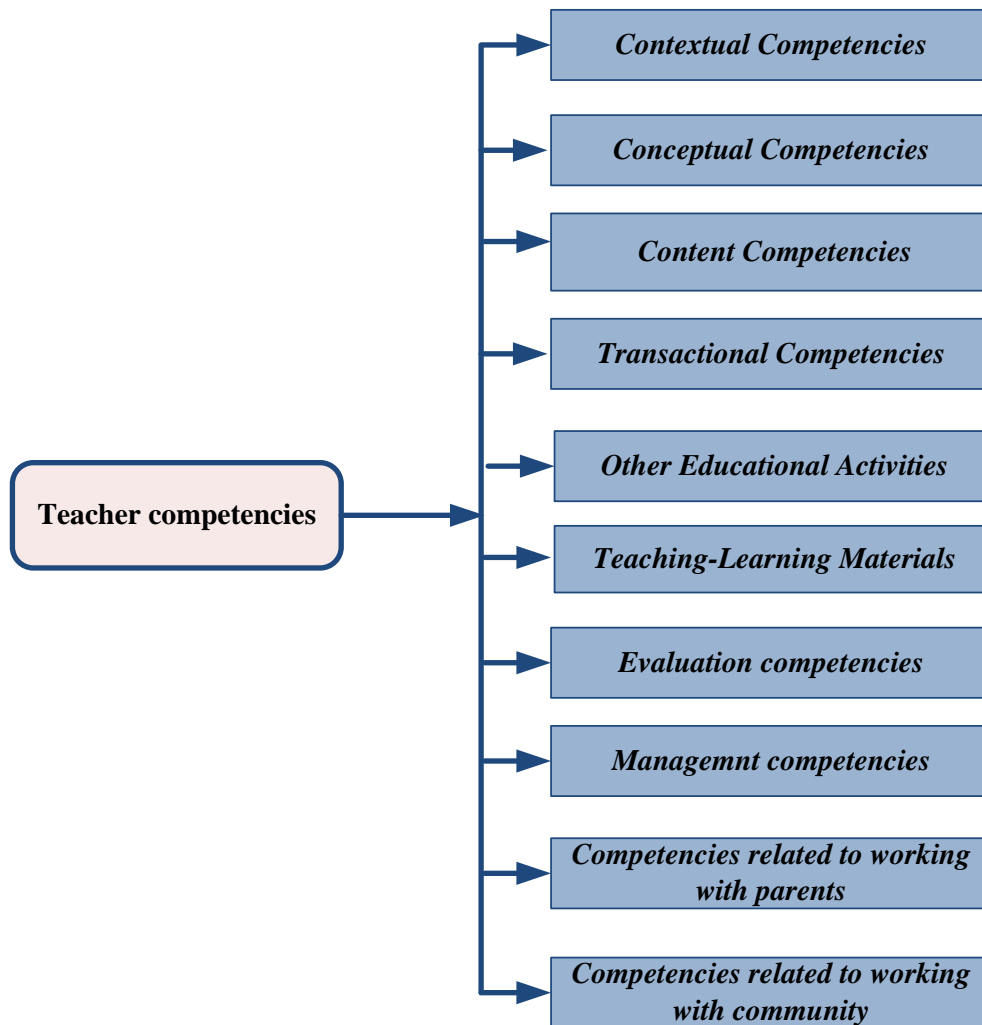 Contextual Competencies
Conceptual Competencies
Content Competencies
Transactional Competencies
Other Educational Activities
Teacher competencies
Teaching-Learning Materials
Evaluation competencies
Managemnt competencies
Competencies related to working
with parents
Competencies related to working
with community